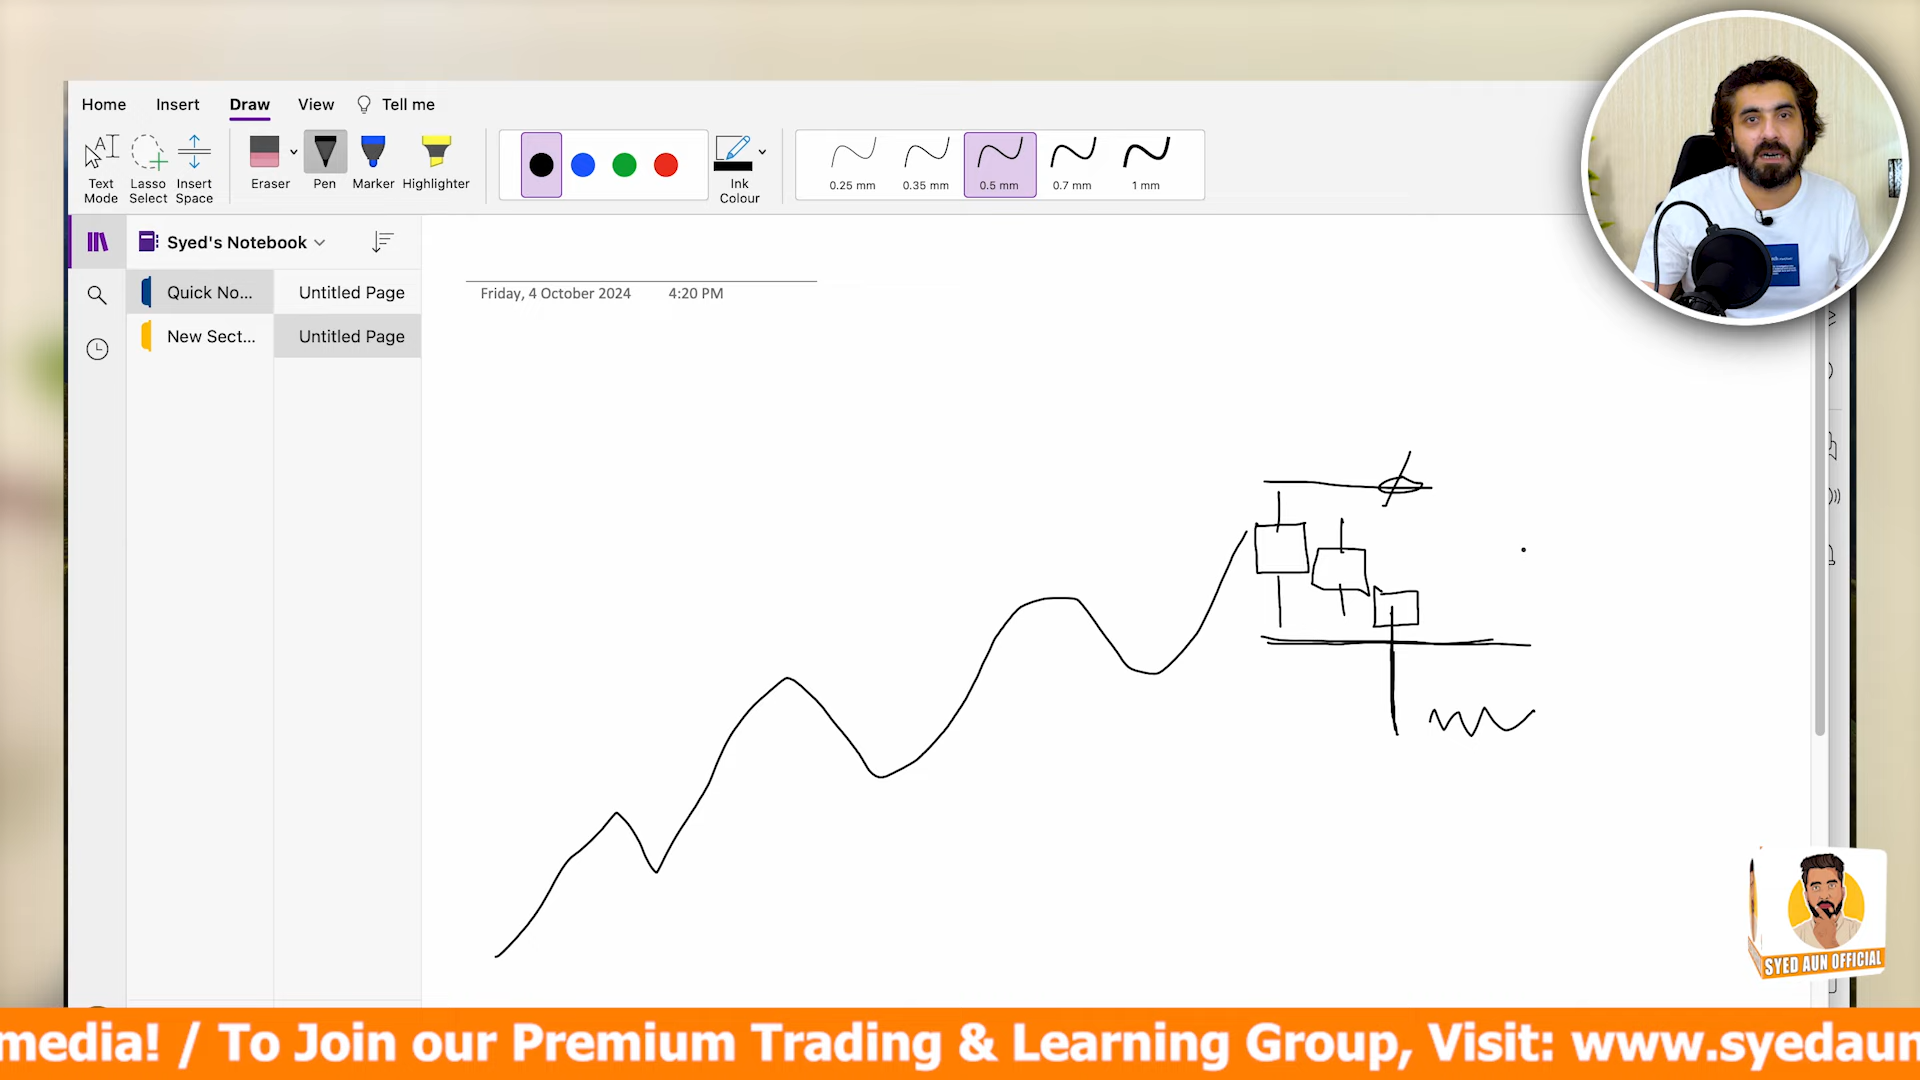 Home Insert Draw View Tell me
Text Mode
Lasso Select
Insert Space
Eraser
Pen
Marker
Highlighter
Ink Colour
0.25 mm
0.35 mm
0.5 mm
0.7 mm
1 mm
Syed's Notebook
Quick No...
Untitled Page
New Sect...
Untitled Page
Friday, 4 October 2024 4:20 PM
SYED AUN OFFICIAL
media! / To Join our Premium Trading & Learning Group, Visit: www.syedaun